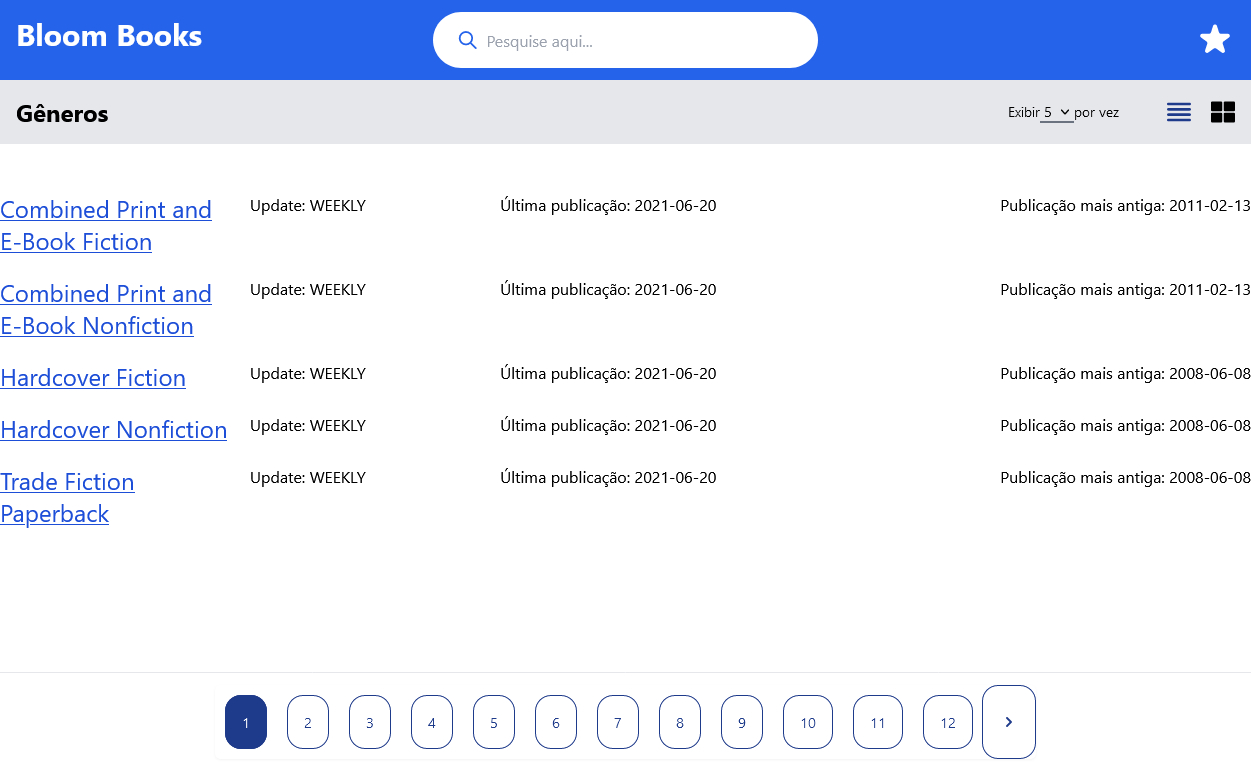 Bloom Books
Pesquise aqui...
Gêneros
Exibir 5 por vez
Combined Print and
E-Book Fiction
Update: WEEKLY
Última publicação: 2021-06-20
Publicação mais antiga: 2011-02-13
Combined Print and
E-Book Nonfiction
Update: WEEKLY
Última publicação: 2021-06-20
Publicação mais antiga: 2011-02-13
Hardcover Fiction
Update: WEEKLY
Última publicação: 2021-06-20
Publicação mais antiga: 2008-06-08
Hardcover Nonfiction
Update: WEEKLY
Última publicação: 2021-06-20
Publicação mais antiga: 2008-06-08
Trade Fiction
Paperback
Update: WEEKLY
Última publicação: 2021-06-20
Publicação mais antiga: 2008-06-08
1 2 3 4 5 6 7 8 9 10 11 12